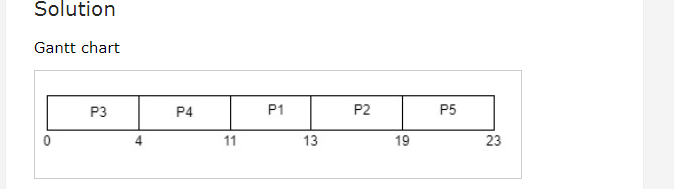 Solution
Gantt chart
P3 P4 P1 P2 P5
0 4 11 13 19 23